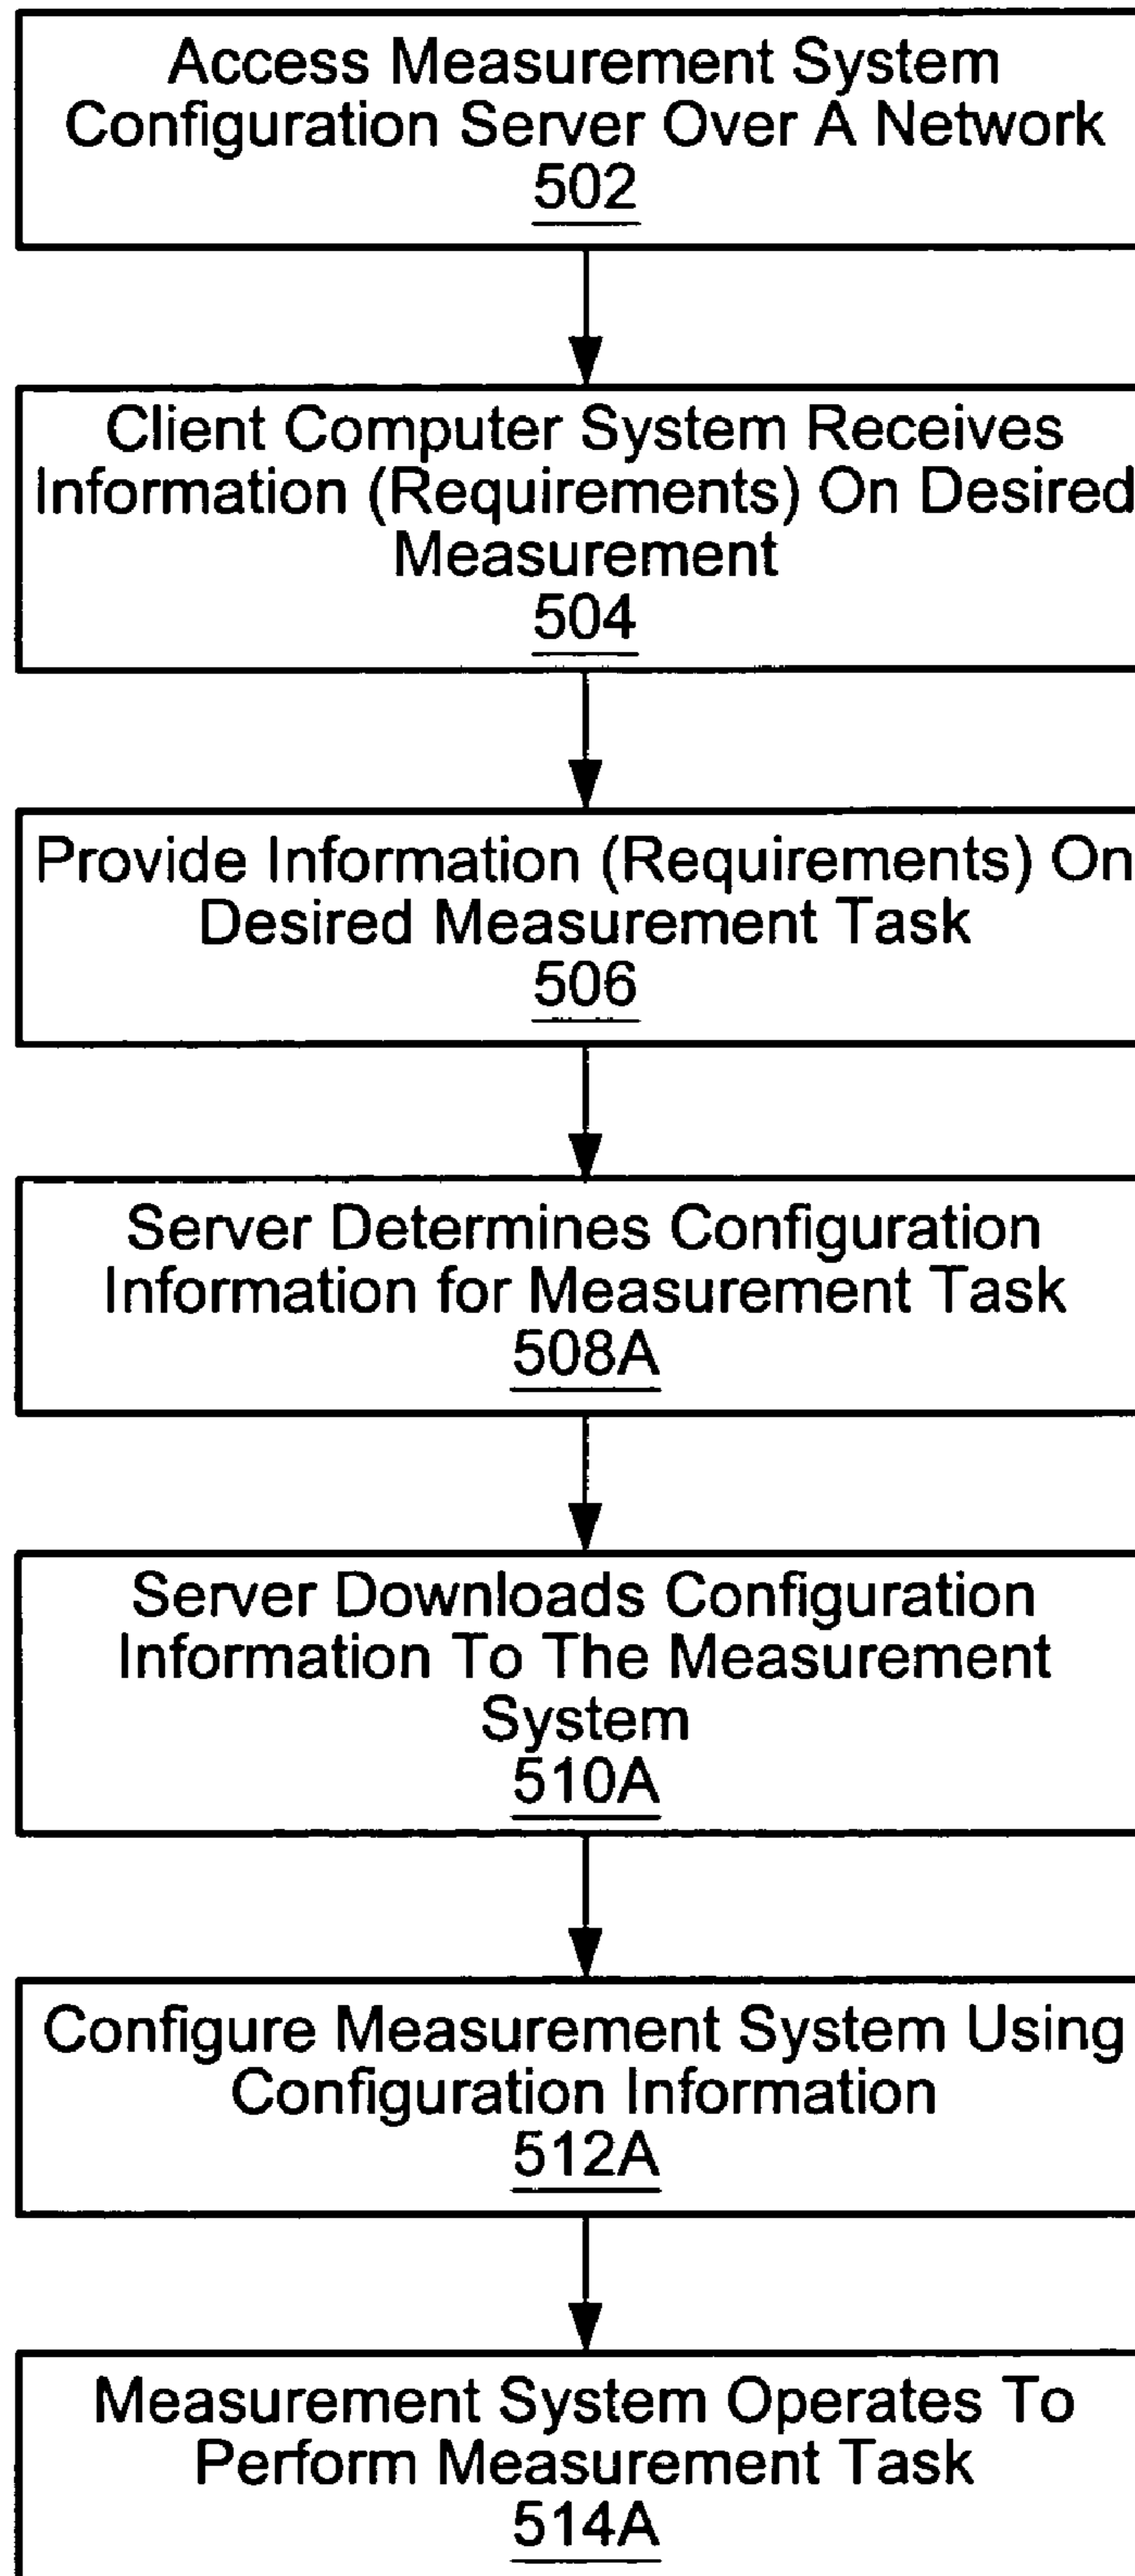 Access Measurement System
Configuration Server Over A Network
502
Client Computer System Receives
Information (Requirements) On Desired
Measurement
504
Provide Information (Requirements) On
Desired Measurement Task
506
Server Determines Configuration
Information for Measurement Task
508A
Server Downloads Configuration
Information To The Measurement
System
510A
Configure Measurement System Using
Configuration Information
512A
Measurement System Operates To
Perform Measurement Task
514A